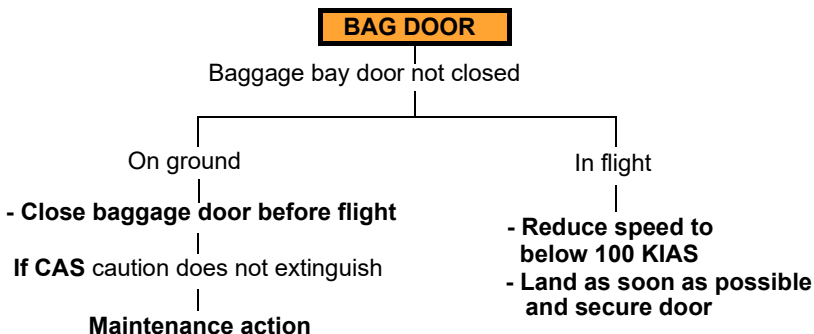 BAG DOOR
Baggage bay door not closed
On ground
- Close baggage door before flight
If CAS caution does not extinguish
Maintenance action
In flight
- Reduce speed to
below 100 KIAS
- Land as soon as possible
and secure door